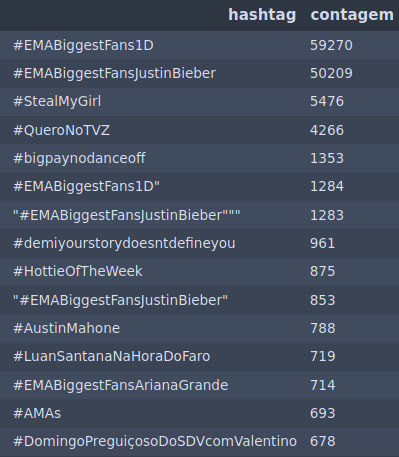 hashtag contagem
#EMABiggestFans1D 59270
#EMABiggestFansJustinBieber 50209
#StealMyGirl 5476
#QueroNoTVZ 4266
#bigpaynodanceoff 1353
#EMABiggestFans1D" 1284
"#EMABiggestFansJustinBieber""" 1283
#demiyourstorydoesntdefineyou 961
#HottieOfTheWeek 875
"#EMABiggestFansJustinBieber" 853
#AustinMahone 788
#LuanSantanaNaHoraDoFaro 719
#EMABiggestFansArianaGrande 714
#AMAs 693
#DomingoPreguiçosoDoSDVcomValentino 678